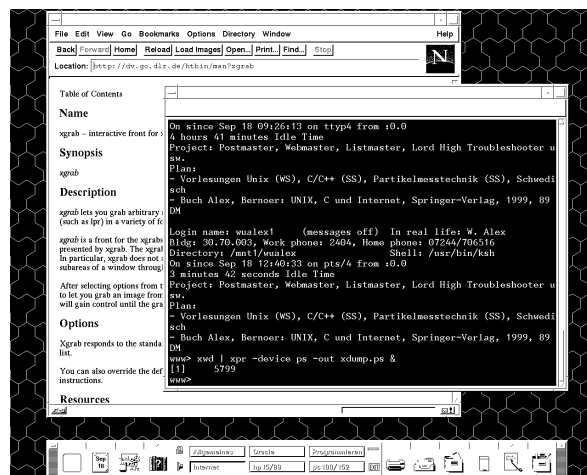 File Edit View Go Bookmarks Options Directory Window Help
Back Forward Home Reload Load Images Open... Print... Find... Stop
Location: http://dv.go.dlr.de/htbin/man?xgrab
N
Table of Contents
Name
xgrab – interactive front for
Synopsis
xgrab
Description
xgrab lets you grab arbitrary
(such as lpr) in a variety of
xgrab is a front for the xgrabs
presented by xgrab. The xgrab
In particular, xgrab does not
subareas of a window throug
After selecting options from t
to let you grab an image from
will gain control until the gra
Options
Xgrab responds to the standa
list.
You can also override the def
instructions.
Resources
On since Sep 18 09:26:13 on ttyp4 from :0.0
4 hours 41 minutes Idle Time
Project: Postmaster, Webmaster, Listmaster, Lord High Troubleshooter u
sw.
Plan:
- Vorlesungen Unix (WS), C/C++ (SS), Partikelmesstechnik (SS), Schwedi
sch
- Buch Alex, Bernoer: UNIX, C und Internet, Springer-Verlag, 1999, 89
DM
Login name: wualex1 (messages off) In real life: W. Alex
Bldg: 30.70.003, Work phone: 2404, Home phone: 07244/706516
Directory: /mnt1/wualex Shell: /usr/bin/ksh
On since Sep 18 12:40:33 on pts/4 from :0.0
3 minutes 42 seconds Idle Time
Project: Postmaster, Webmaster, Listmaster, Lord High Troubleshooter u
sw.
Plan:
- Vorlesungen Unix (WS), C/C++ (SS), Partikelmesstechnik (SS), Schwedi
sch
- Buch Alex, Bernoer: UNIX, C und Internet, Springer-Verlag, 1999, 89
DM
www> xwd | xpr -device ps -out xdump.ps &
[1] 5799
www>
Sep
18
Allgemeines Oracle Programmieren
Internet hp15/88 ps100/152 EXIT